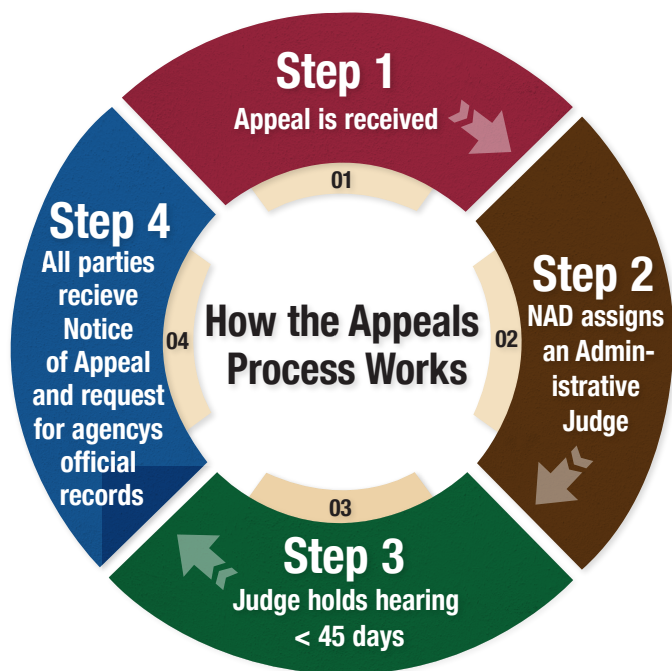 Step 1
Appeal is received
01
Step 2
NAD assigns
an Admin-
istrative
Judge
02
Step 3
Judge holds hearing
< 45 days
03
Step 4
All parties
recieve
Notice
of Appeal
and request
for agencys
official
records
04
How the Appeals
Process Works